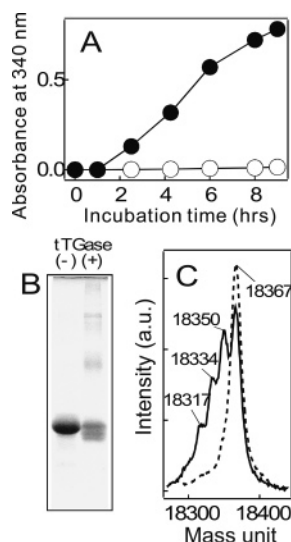 A
Absorbance at 340 nm
0.5
0.0
0 2 4 6 8
Incubation time (hrs)
B
tTGase
(-) (+)
C
Intensity (a.u.)
18367
18350
18334
18317
18300 18400
Mass unit